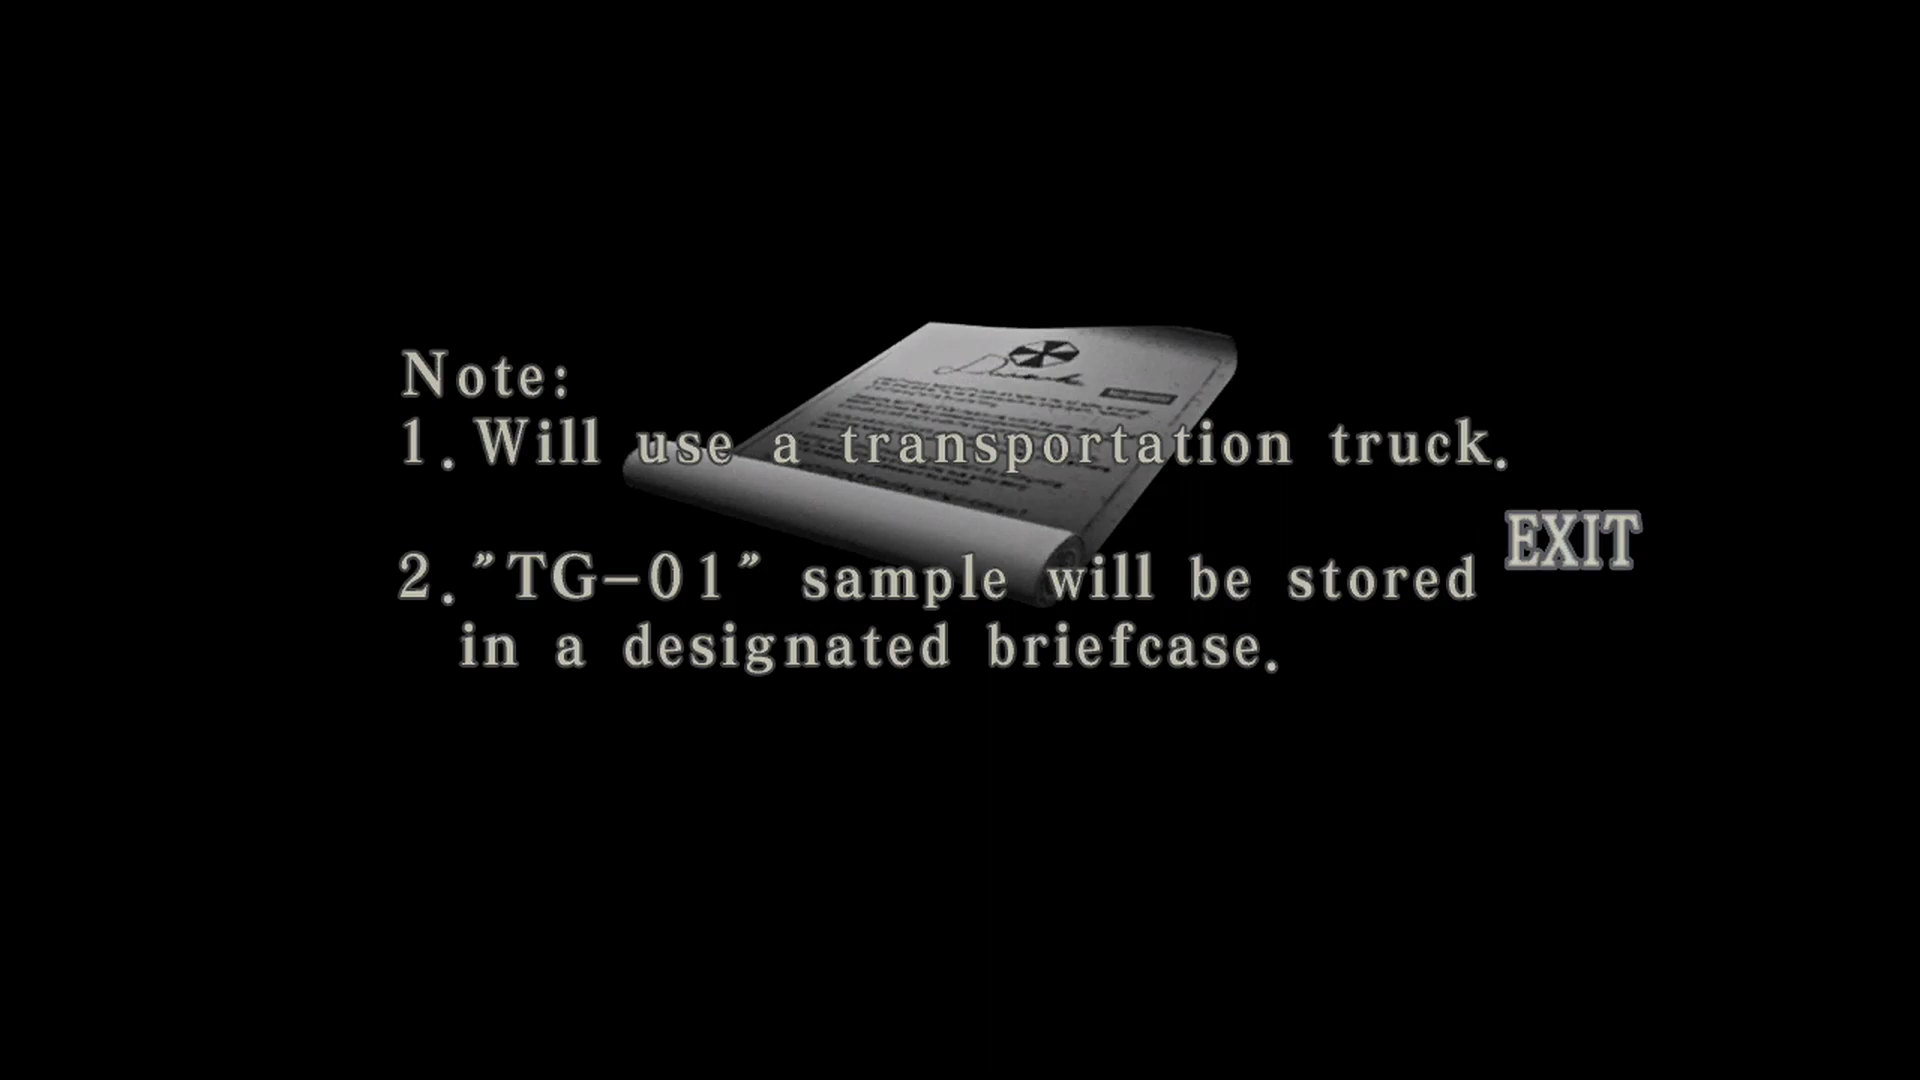 Note:
1.Will use a transportation truck.
2."TG-01" sample will be stored
in a designated briefcase.
EXIT